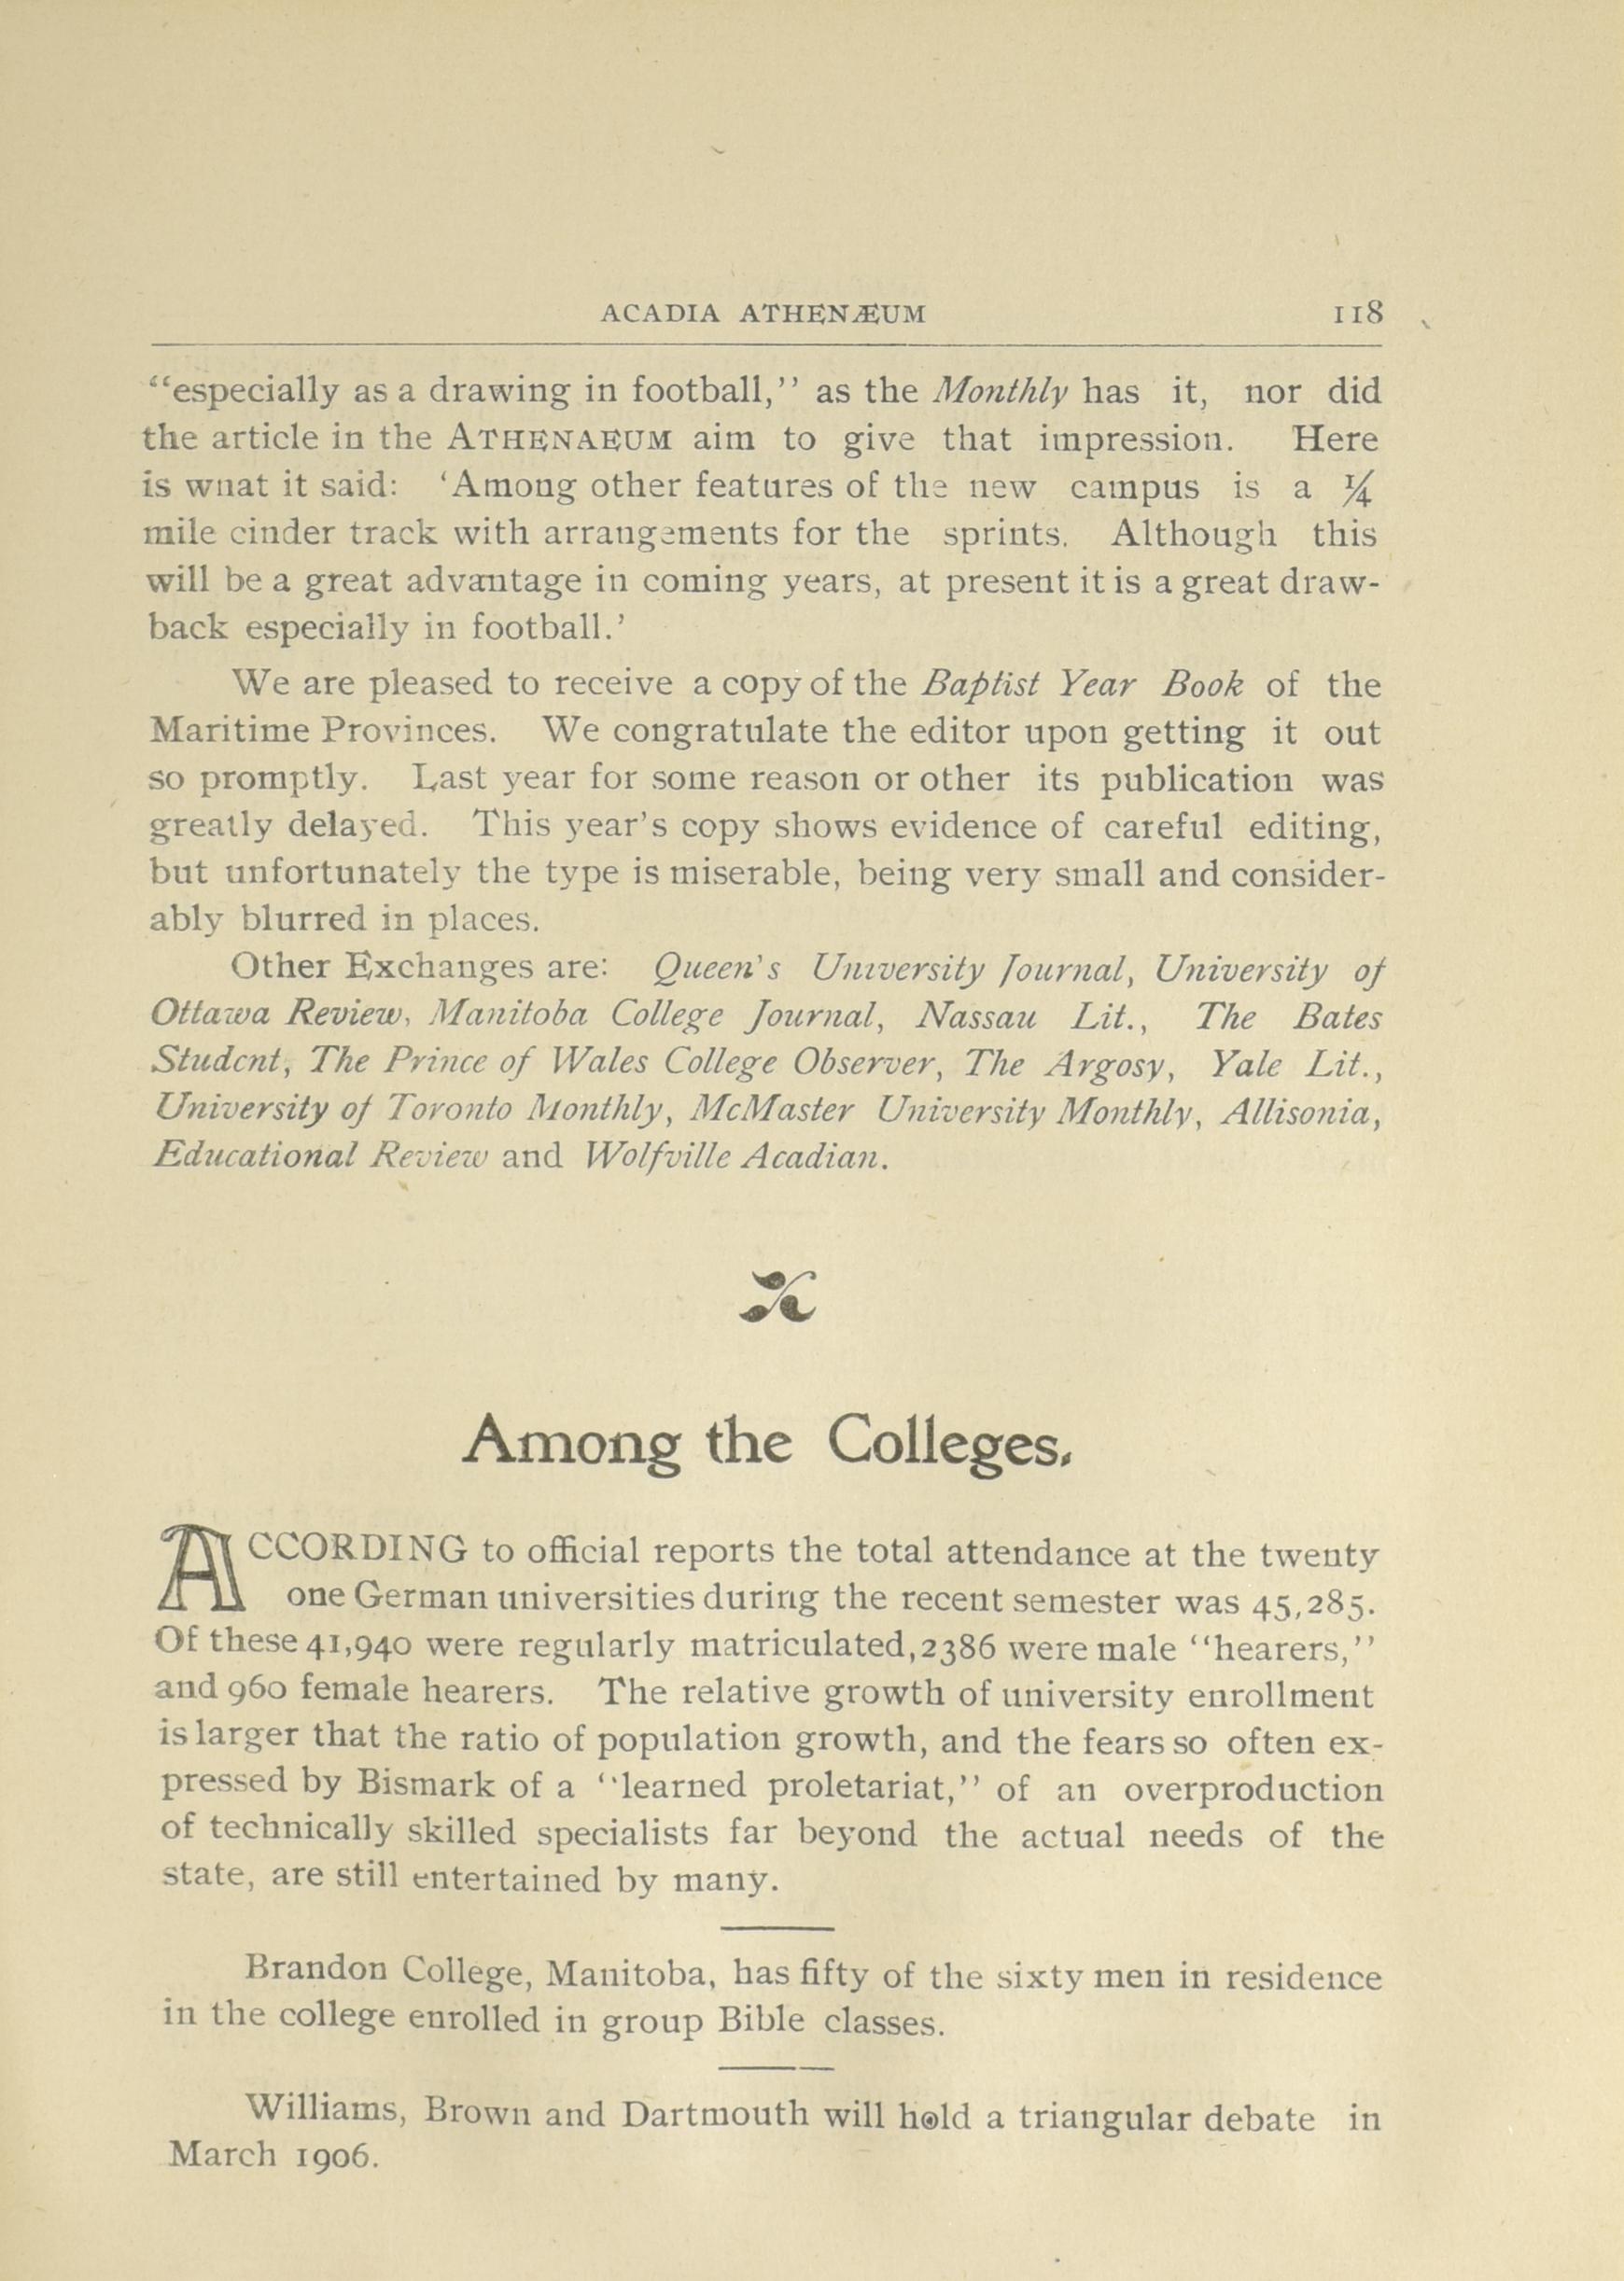 ACADIA ATHENÆUM 118
"especially as a drawing in football," as the Monthly has it, nor did
the article in the ATHENAEUM aim to give that impression. Here
is wnat it said: 'Among other features of the new campus is a ¼
mile cinder track with arrangements for the sprints. Although this
will be a great advantage in coming years, at present it is a great draw-
back especially in football.'
We are pleased to receive a copy of the Baptist Year Book of the
Maritime Provinces. We congratulate the editor upon getting it out
so promptly. Last year for some reason or other its publication was
greatly delayed. This year's copy shows evidence of careful editing,
but unfortunately the type is miserable, being very small and consider-
ably blurred in places.
Other Exchanges are: Queen's University Journal, University of
Ottawa Review, Manitoba College Journal, Nassau Lit., The Bates
Student, The Prince of Wales College Observer, The Argosy, Yale Lit.,
University of Toronto Monthly, McMaster University Monthly, Allisonia,
Educational Review and Wolfville Acadian.
Among the Colleges.
ACCORDING to official reports the total attendance at the twenty
one German universities during the recent semester was 45,285.
Of these 41,940 were regularly matriculated, 2386 were male "hearers,"
and 960 female hearers. The relative growth of university enrollment
is larger that the ratio of population growth, and the fears so often ex-
pressed by Bismark of a "learned proletariat," of an overproduction
of technically skilled specialists far beyond the actual needs of the
state, are still entertained by many.
Brandon College, Manitoba, has fifty of the sixty men in residence
in the college enrolled in group Bible classes.
Williams, Brown and Dartmouth will hold a triangular debate in
March 1906.